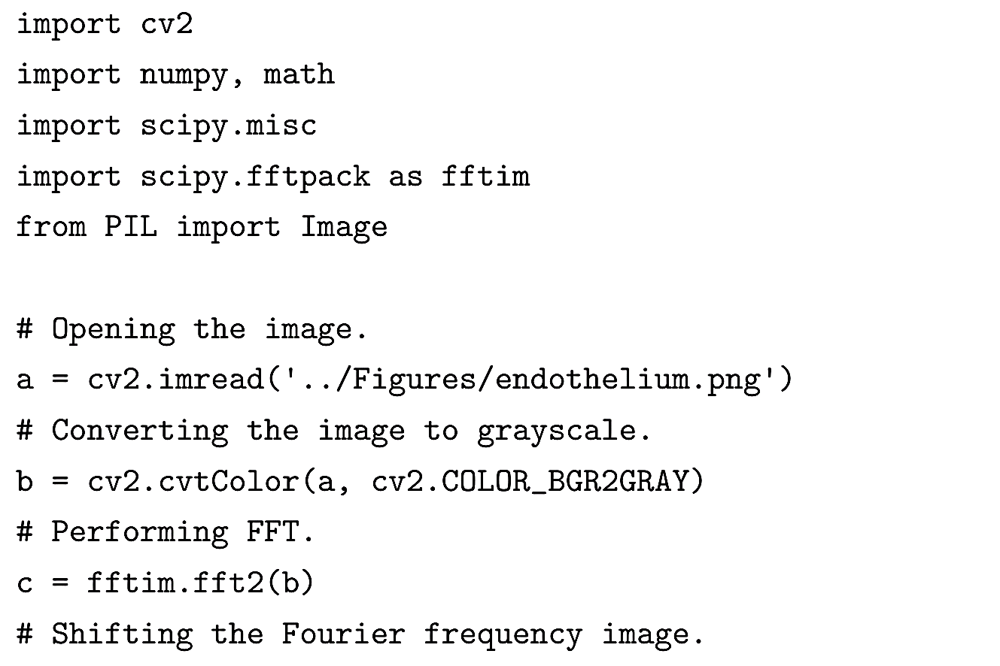 import cv2
import numpy, math
import scipy.misc
import scipy.fftpack as fftim
from PIL import Image
# Opening the image.
a = cv2.imread('../Figures/endothelium.png')
# Converting the image to grayscale.
b = cv2.cvtColor(a, cv2.COLOR_BGR2GRAY)
# Performing FFT.
c = fftim.fft2(b)
# Shifting the Fourier frequency image.